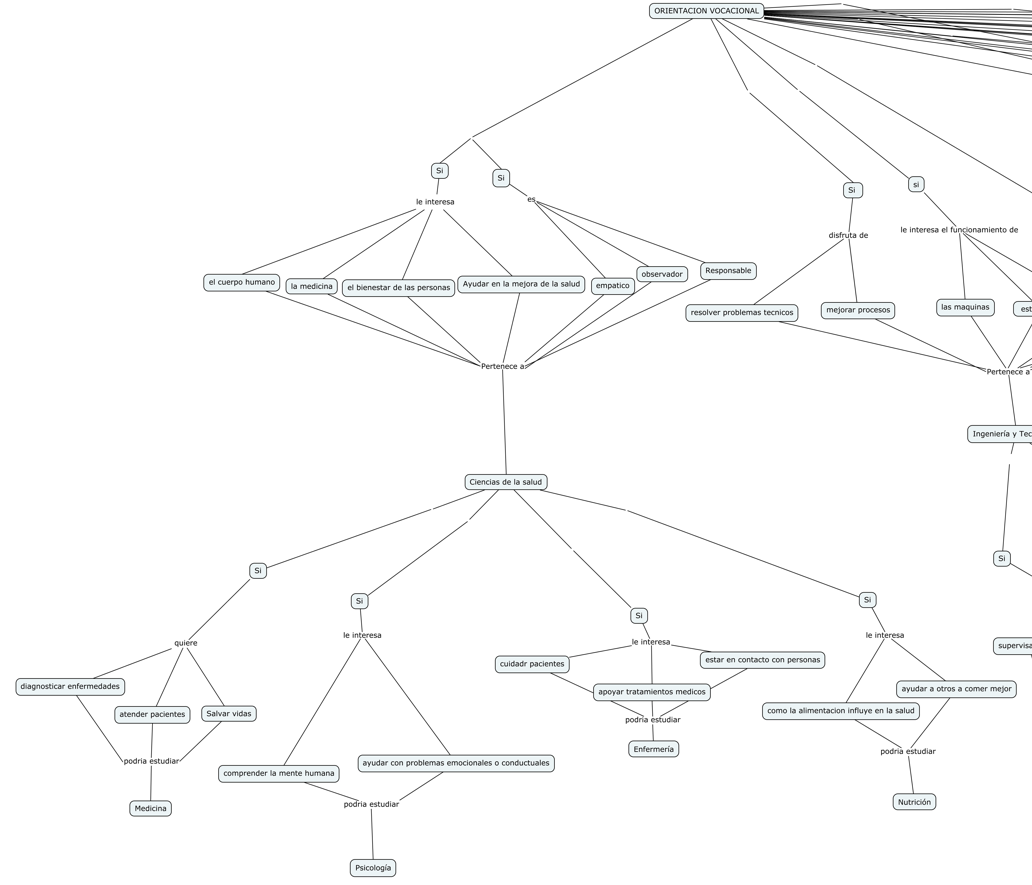 ORIENTACION VOCACIONAL
Si
Si
Si
si
le interesa
es
disfruta de
le interesa el funcionamiento de
el cuerpo humano
la medicina
el bienestar de las personas
Ayudar en la mejora de la salud
empatico
observador
Responsable
resolver problemas tecnicos
mejorar procesos
las maquinas
est
Pertenece a
Pertenece a
Ingeniería y Tec
Ciencias de la salud
Si
Si
Si
Si
Si
quiere
le interesa
le interesa
le interesa
supervisa
diagnosticar enfermedades
atender pacientes
Salvar vidas
cuidadr pacientes
estar en contacto con personas
apoyar tratamientos medicos
como la alimentacion influye en la salud
ayudar a otros a comer mejor
podria estudiar
podria estudiar
podria estudiar
Enfermería
comprender la mente humana
ayudar con problemas emocionales o conductuales
podria estudiar
Medicina
Nutrición
Psicología